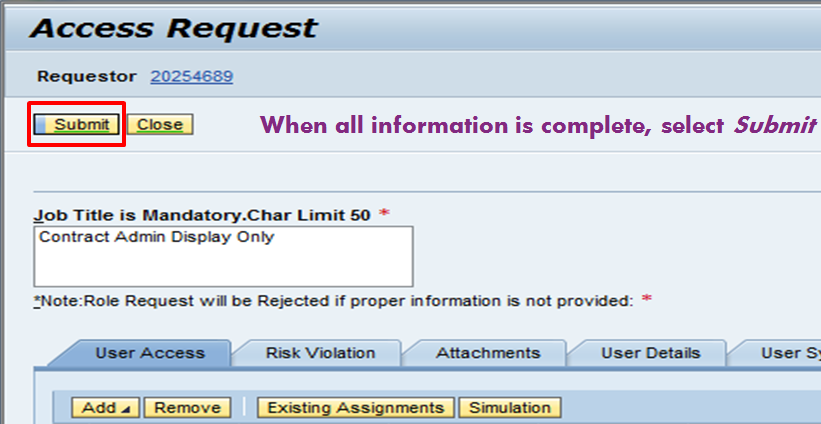 Access Request
Requestor 20254689
Submit Close When all information is complete, select Submit
Job Title is Mandatory.Char Limit 50 *
Contract Admin Display Only
*Note:Role Request will be Rejected if proper information is not provided: *
User Access Risk Violation Attachments User Details User Sy
Add Remove Existing Assignments Simulation